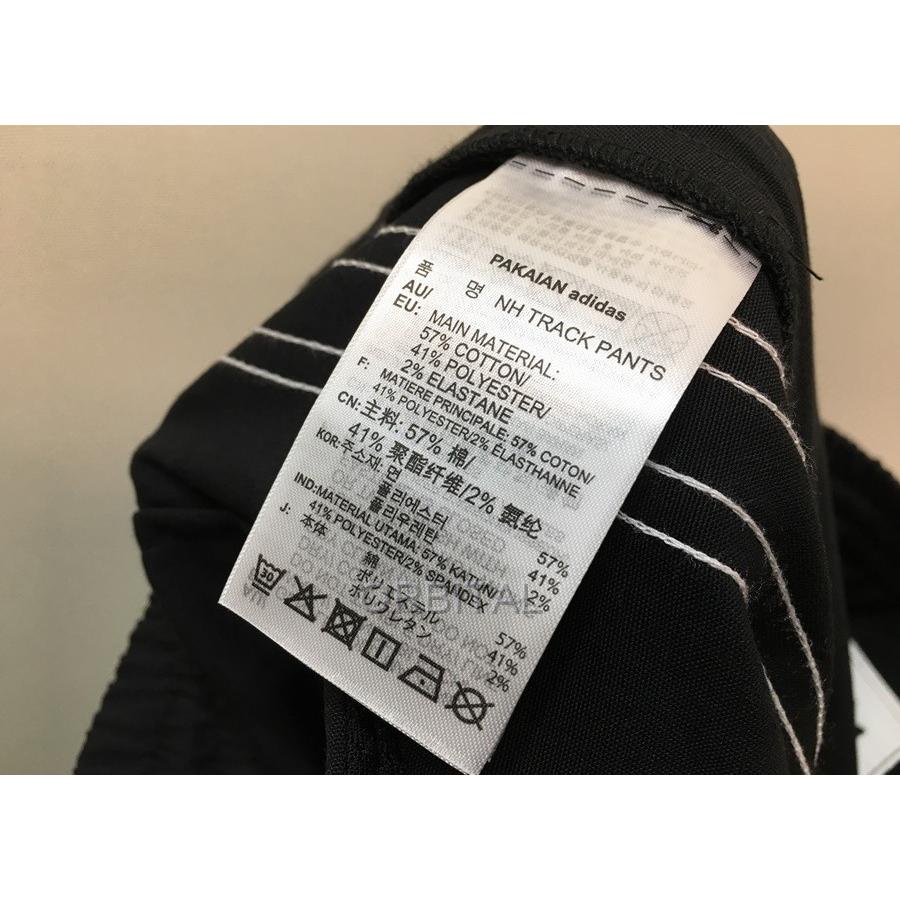 PAKAIAN adidas
품 명 NH TRACK PANTS
AU/
EU: MAIN MATERIAL:
57% COTTON/
41% POLYESTER/
2% ELASTANE
F: MATIERE PRINCIPALE: 57% COTON/
41% POLYESTER/2% ÉLASTHANNE
CN: 主料: 57% 棉/
41% 聚酯纤维/2% 氨纶
KOR: 주소재: 면 57%
폴리에스터 41%
폴리우레탄 2%
IND: MATERIAL UTAMA: 57% KATUN/
41% POLYESTER/2% SPANDEX
J: 本体 綿 57%
ポリエステル 41%
ポリウレタン 2%
30
ORBITAL